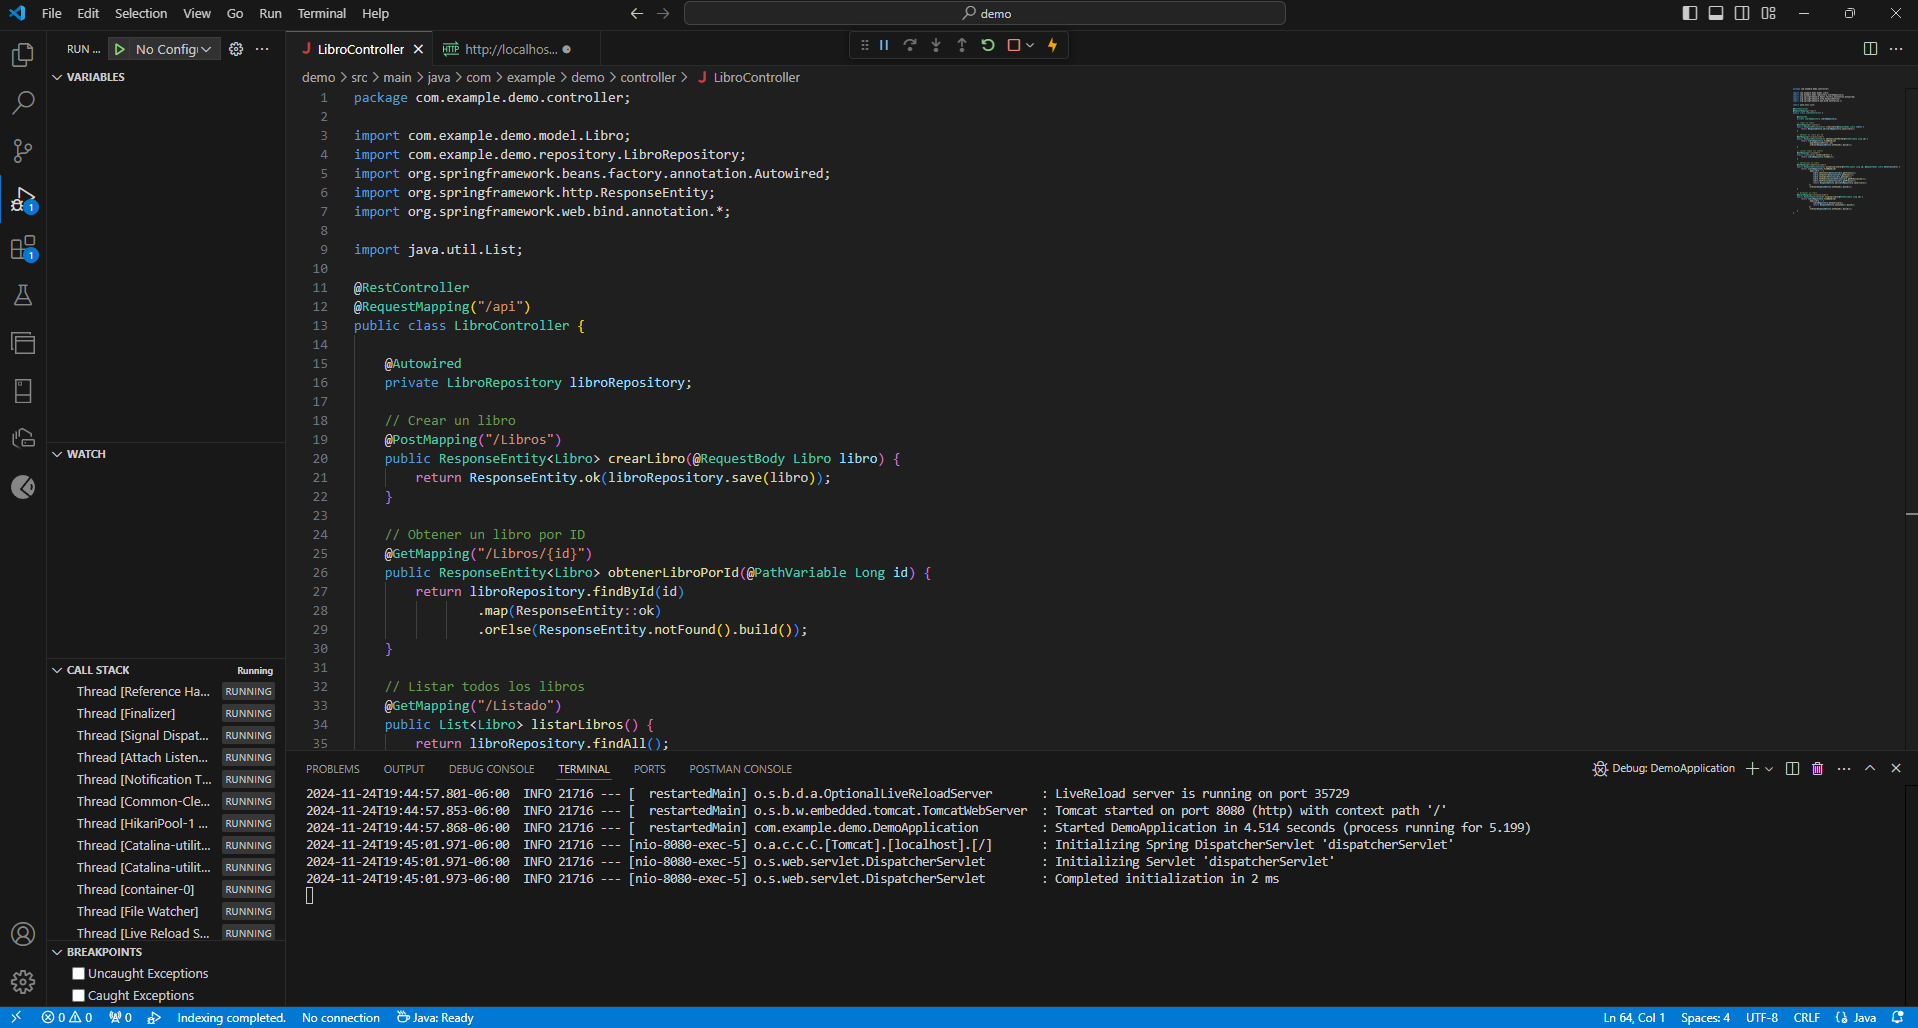 File Edit Selection View Go Run Terminal Help
demo
RUN ... No Config
VARIABLES
WATCH
CALL STACK Running
Thread [Reference Ha... RUNNING
Thread [Finalizer] RUNNING
Thread [Signal Dispat... RUNNING
Thread [Attach Listen... RUNNING
Thread [Notification T... RUNNING
Thread [Common-Cle... RUNNING
Thread [HikariPool-1 ... RUNNING
Thread [Catalina-utilit... RUNNING
Thread [Catalina-utilit... RUNNING
Thread [container-0] RUNNING
Thread [File Watcher] RUNNING
Thread [Live Reload S... RUNNING
BREAKPOINTS
Uncaught Exceptions
Caught Exceptions
1
1
J LibroController
HTTP http://localhos...
demo > src > main > java > com > example > demo > controller > J LibroController
1 package com.example.demo.controller;
2
3 import com.example.demo.model.Libro;
4 import com.example.demo.repository.LibroRepository;
5 import org.springframework.beans.factory.annotation.Autowired;
6 import org.springframework.http.ResponseEntity;
7 import org.springframework.web.bind.annotation.*;
8
9 import java.util.List;
10
11 @RestController
12 @RequestMapping("/api")
13 public class LibroController {
14
15 @Autowired
16 private LibroRepository libroRepository;
17
18 // Crear un libro
19 @PostMapping("/Libros")
20 public ResponseEntity<Libro> crearLibro(@RequestBody Libro libro) {
21 return ResponseEntity.ok(libroRepository.save(libro));
22 }
23
24 // Obtener un libro por ID
25 @GetMapping("/Libros/{id}")
26 public ResponseEntity<Libro> obtenerLibroPorId(@PathVariable Long id) {
27 return libroRepository.findById(id)
28 .map(ResponseEntity::ok)
29 .orElse(ResponseEntity.notFound().build());
30 }
31
32 // Listar todos los libros
33 @GetMapping("/Listado")
34 public List<Libro> listarLibros() {
35 return libroRepository.findAll();
PROBLEMS OUTPUT DEBUG CONSOLE TERMINAL PORTS POSTMAN CONSOLE
Debug: DemoApplication
2024-11-24T19:44:57.801-06:00 INFO 21716 --- [ restartedMain] o.s.b.d.a.OptionalLiveReloadServer : LiveReload server is running on port 35729
2024-11-24T19:44:57.853-06:00 INFO 21716 --- [ restartedMain] o.s.b.w.embedded.tomcat.TomcatWebServer : Tomcat started on port 8080 (http) with context path '/'
2024-11-24T19:44:57.868-06:00 INFO 21716 --- [ restartedMain] com.example.demo.DemoApplication : Started DemoApplication in 4.514 seconds (process running for 5.199)
2024-11-24T19:45:01.971-06:00 INFO 21716 --- [nio-8080-exec-5] o.a.c.c.C.[Tomcat].[localhost].[/] : Initializing Spring DispatcherServlet 'dispatcherServlet'
2024-11-24T19:45:01.971-06:00 INFO 21716 --- [nio-8080-exec-5] o.s.web.servlet.DispatcherServlet : Initializing Servlet 'dispatcherServlet'
2024-11-24T19:45:01.973-06:00 INFO 21716 --- [nio-8080-exec-5] o.s.web.servlet.DispatcherServlet : Completed initialization in 2 ms
0 0 0 Indexing completed. No connection Java: Ready
Ln 64, Col 1 Spaces: 4 UTF-8 CRLF Java